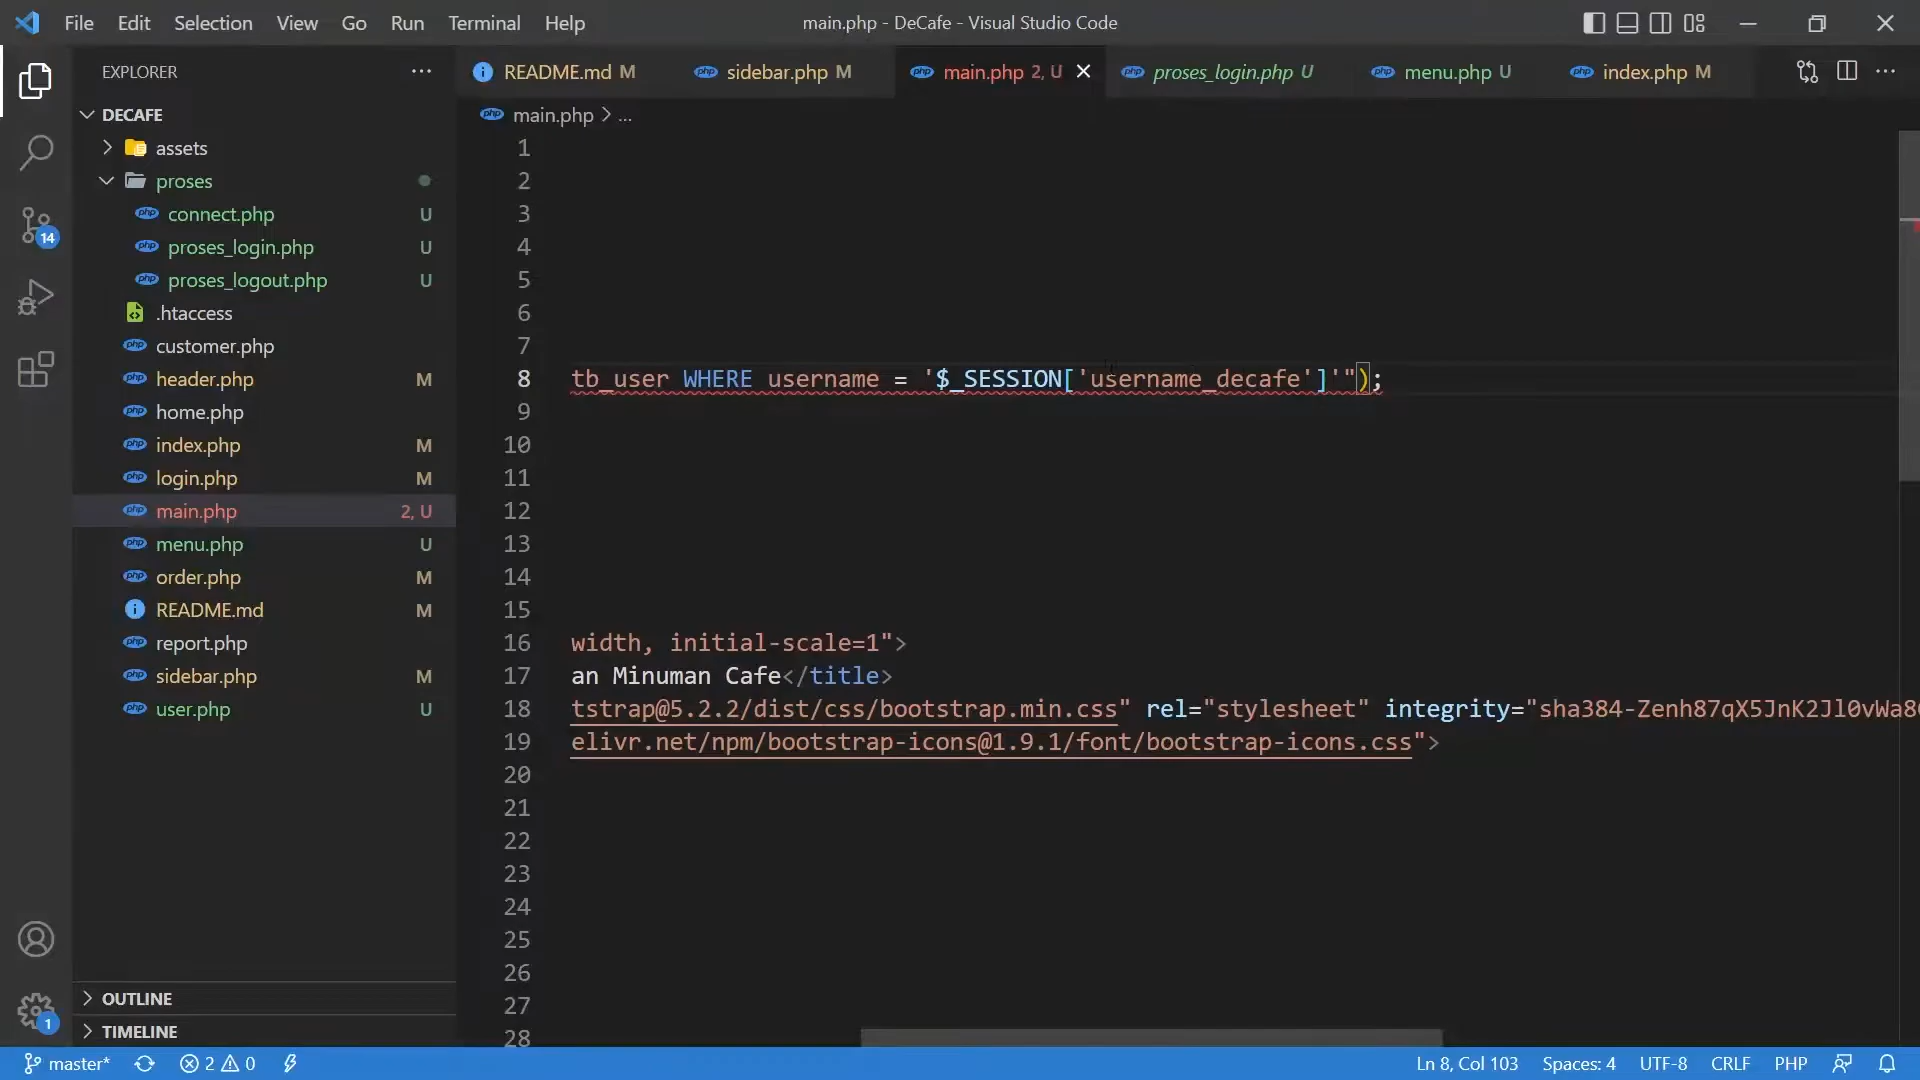 File Edit Selection View Go Run Terminal Help
main.php - DeCafe - Visual Studio Code
EXPLORER
README.md M
sidebar.php M
main.php 2, U
proses_login.php U
menu.php U
index.php M
DECAFE
main.php > ...
assets
proses
connect.php U
proses_login.php U
proses_logout.php U
.htaccess
customer.php
header.php M
home.php
index.php M
login.php M
main.php 2, U
menu.php U
order.php M
README.md M
report.php
sidebar.php M
user.php U
OUTLINE
TIMELINE
14
1
1
2
3
4
5
6
7
8 tb_user WHERE username = '$_SESSION['username_decafe']'");
9
10
11
12
13
14
15
16 width, initial-scale=1">
17 an Minuman Cafe</title>
18 tstrap@5.2.2/dist/css/bootstrap.min.css" rel="stylesheet" integrity="sha384-Zenh87qX5JnK2Jl0vWa8
19 elivr.net/npm/bootstrap-icons@1.9.1/font/bootstrap-icons.css">
20
21
22
23
24
25
26
27
28
master* 2 0
Ln 8, Col 103 Spaces: 4 UTF-8 CRLF PHP